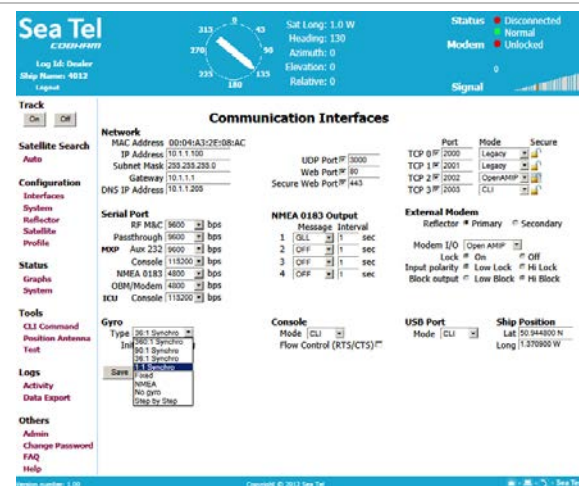 Sea Tel
COBHAM
Log Id: Dealer
Ship Name: 4012
Logout
315 0 45
270 90
225 180 135
Sat Long: 1.0 W
Heading: 130
Azimuth: 0
Elevation: 0
Relative: 0
Status Disconnected
Normal
Modem Unlocked
0
Signal
Track
On Off
Satellite Search
Auto
Configuration
Interfaces
System
Reflector
Satellite
Profile
Status
Graphs
System
Tools
CLI Command
Position Antenna
Test
Logs
Activity
Data Export
Others
Admin
Change Password
FAQ
Help
Communication Interfaces
Network
MAC Address 00:04:A3:2E:08:AC
IP Address 10.1.1.100
Subnet Mask 255.255.255.0
Gateway 10.1.1.1
DNS IP Address 10.1.1.205
UDP Port 3000
Web Port 80
Secure Web Port 443
Port Mode Secure
TCP 0 2000 Legacy
TCP 1 2001 Legacy
TCP 2 2002 OpenAMIP
TCP 3 2003 CLI
Serial Port
RF M&C 9600 bps
Passthrough 9600 bps
MXP Aux 232 9600 bps
Console 115200 bps
NMEA 0183 4800 bps
OBM/Modem 4800 bps
ICU Console 115200 bps
NMEA 0183 Output
Message Interval
1 GLL 1 sec
2 OFF 1 sec
3 OFF 1 sec
4 OFF 1 sec
External Modem
Reflector Primary Secondary
Modem I/O Open AMIP
Lock On Off
Input polarity Low Lock Hi Lock
Block output Low Block Hi Block
Gyro
Type 36:1 Synchro
360:1 Synchro
90:1 Synchro
36:1 Synchro
1:1 Synchro
Fixed
NMEA
No gyro
Step by Step
Save
Console
Mode CLI
Flow Control (RTS/CTS)
USB Port
Mode CLI
Ship Position
Lat 50.944800 N
Long 1.370900 W
Version number: 1.00
Copyright © 2012 Sea Tel
Sea Tel